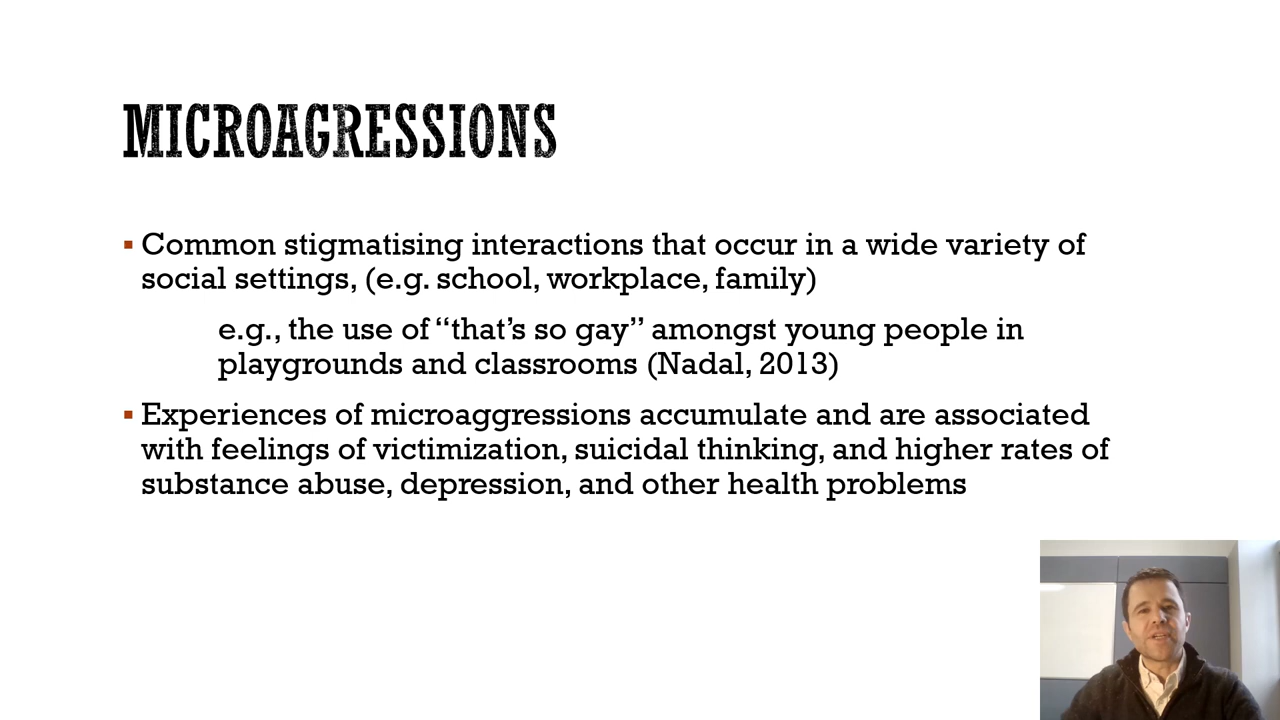 MICROAGRESSIONS
▪ Common stigmatising interactions that occur in a wide variety of
social settings, (e.g. school, workplace, family)
e.g., the use of “that’s so gay” amongst young people in
playgrounds and classrooms (Nadal, 2013)
▪ Experiences of microaggressions accumulate and are associated
with feelings of victimization, suicidal thinking, and higher rates of
substance abuse, depression, and other health problems